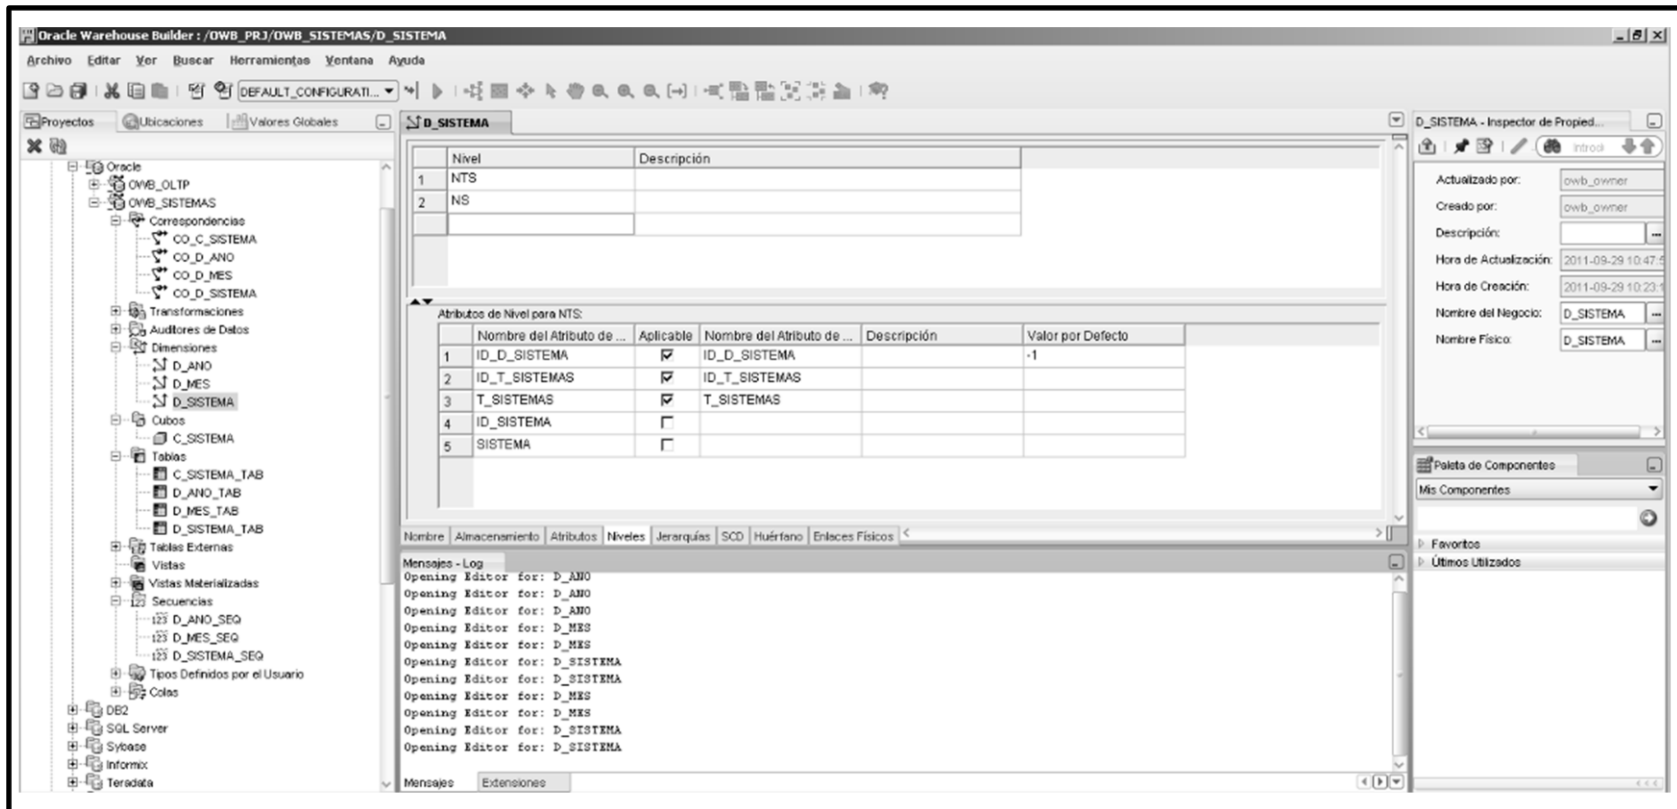 Oracle Warehouse Builder : /OWB_PRJ/OWB_SISTEMAS/D_SISTEMA
Archivo Editar Ver Buscar Herramientas Ventana Ayuda
DEFAULT_CONFIGURATI...
Proyectos Ubicaciones Valores Globales
Oracle
OWB_OLTP
OWB_SISTEMAS
Correspondencias
CO_C_SISTEMA
CO_D_ANO
CO_D_MES
CO_D_SISTEMA
Transformaciones
Auditores de Datos
Dimensiones
D_ANO
D_MES
D_SISTEMA
Cubos
C_SISTEMA
Tablas
C_SISTEMA_TAB
D_ANO_TAB
D_MES_TAB
D_SISTEMA_TAB
Tablas Externas
Vistas
Vistas Materializadas
Secuencias
123 D_ANO_SEQ
123 D_MES_SEQ
123 D_SISTEMA_SEQ
Tipos Definidos por el Usuario
Colas
DB2
SQL Server
Sybase
Informix
Teradata
D_SISTEMA
Nivel Descripción
1 NTS
2 NS
Atributos de Nivel para NTS:
Nombre del Atributo de ... Aplicable Nombre del Atributo de ... Descripción Valor por Defecto
1 ID_D_SISTEMA ID_D_SISTEMA -1
2 ID_T_SISTEMAS ID_T_SISTEMAS
3 T_SISTEMAS T_SISTEMAS
4 ID_SISTEMA
5 SISTEMA
Nombre Almacenamiento Atributos Niveles Jerarquías SCD Huérfano Enlaces Físicos
Mensajes - Log
Opening Editor for: D_ANO
Opening Editor for: D_ANO
Opening Editor for: D_ANO
Opening Editor for: D_MES
Opening Editor for: D_MES
Opening Editor for: D_SISTEMA
Opening Editor for: D_SISTEMA
Opening Editor for: D_MES
Opening Editor for: D_MES
Opening Editor for: D_SISTEMA
Opening Editor for: D_SISTEMA
Mensajes Extensiones
D_SISTEMA - Inspector de Propied...
Introd
Actualizado por: owb_owner
Creado por: owb_owner
Descripción: ...
Hora de Actualización: 2011-09-29 10:47:5
Hora de Creación: 2011-09-29 10:23:1
Nombre del Negocio: D_SISTEMA ...
Nombre Físico: D_SISTEMA ...
Paleta de Componentes
Mis Componentes
Favoritos
Últimos Utilizados